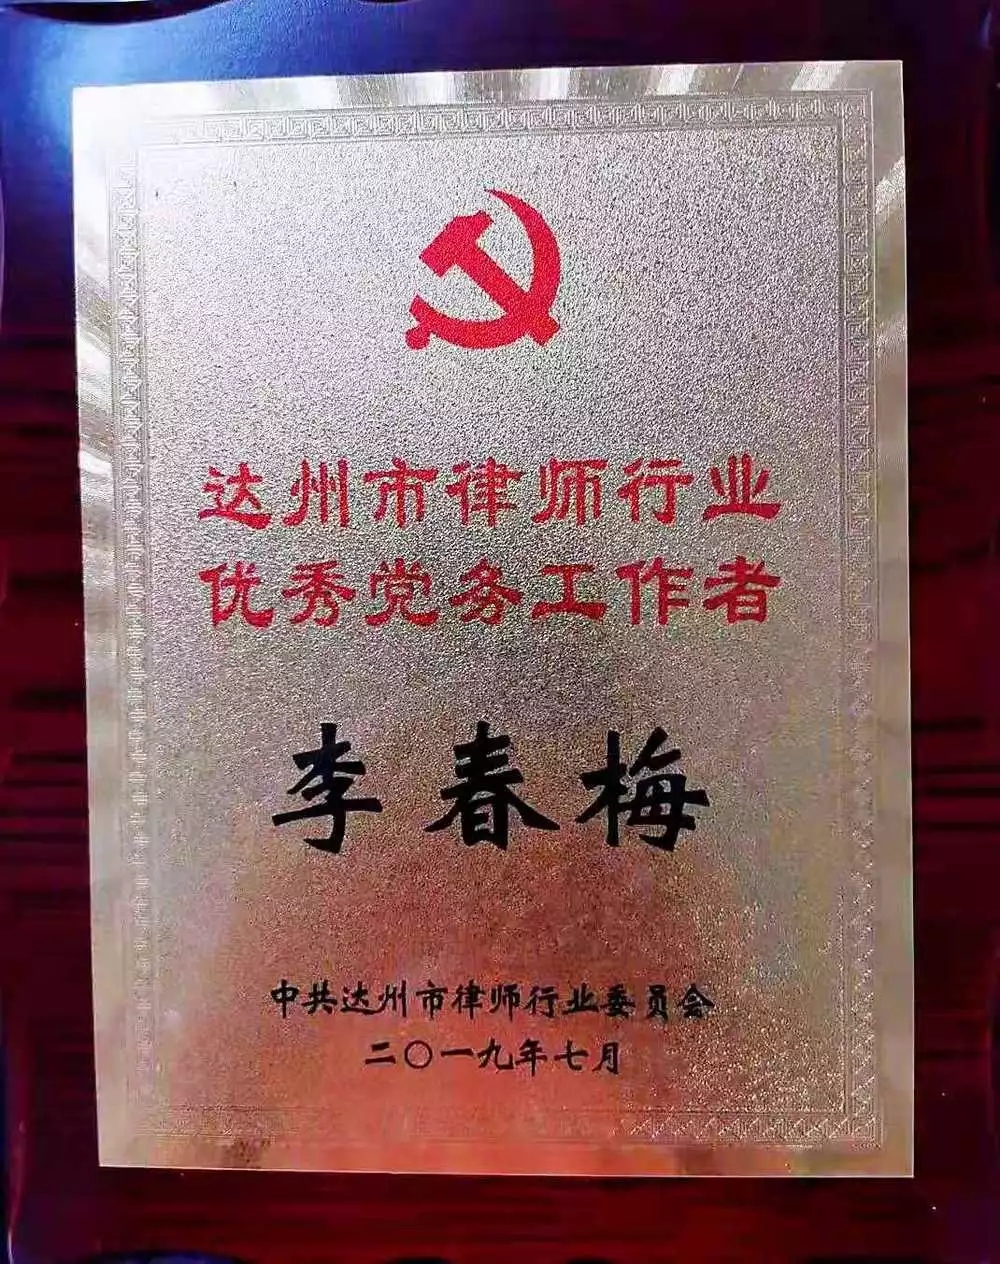 达州市律师行业
优秀党务工作者
李春梅
中共达州市律师行业委员会
二〇一九年七月